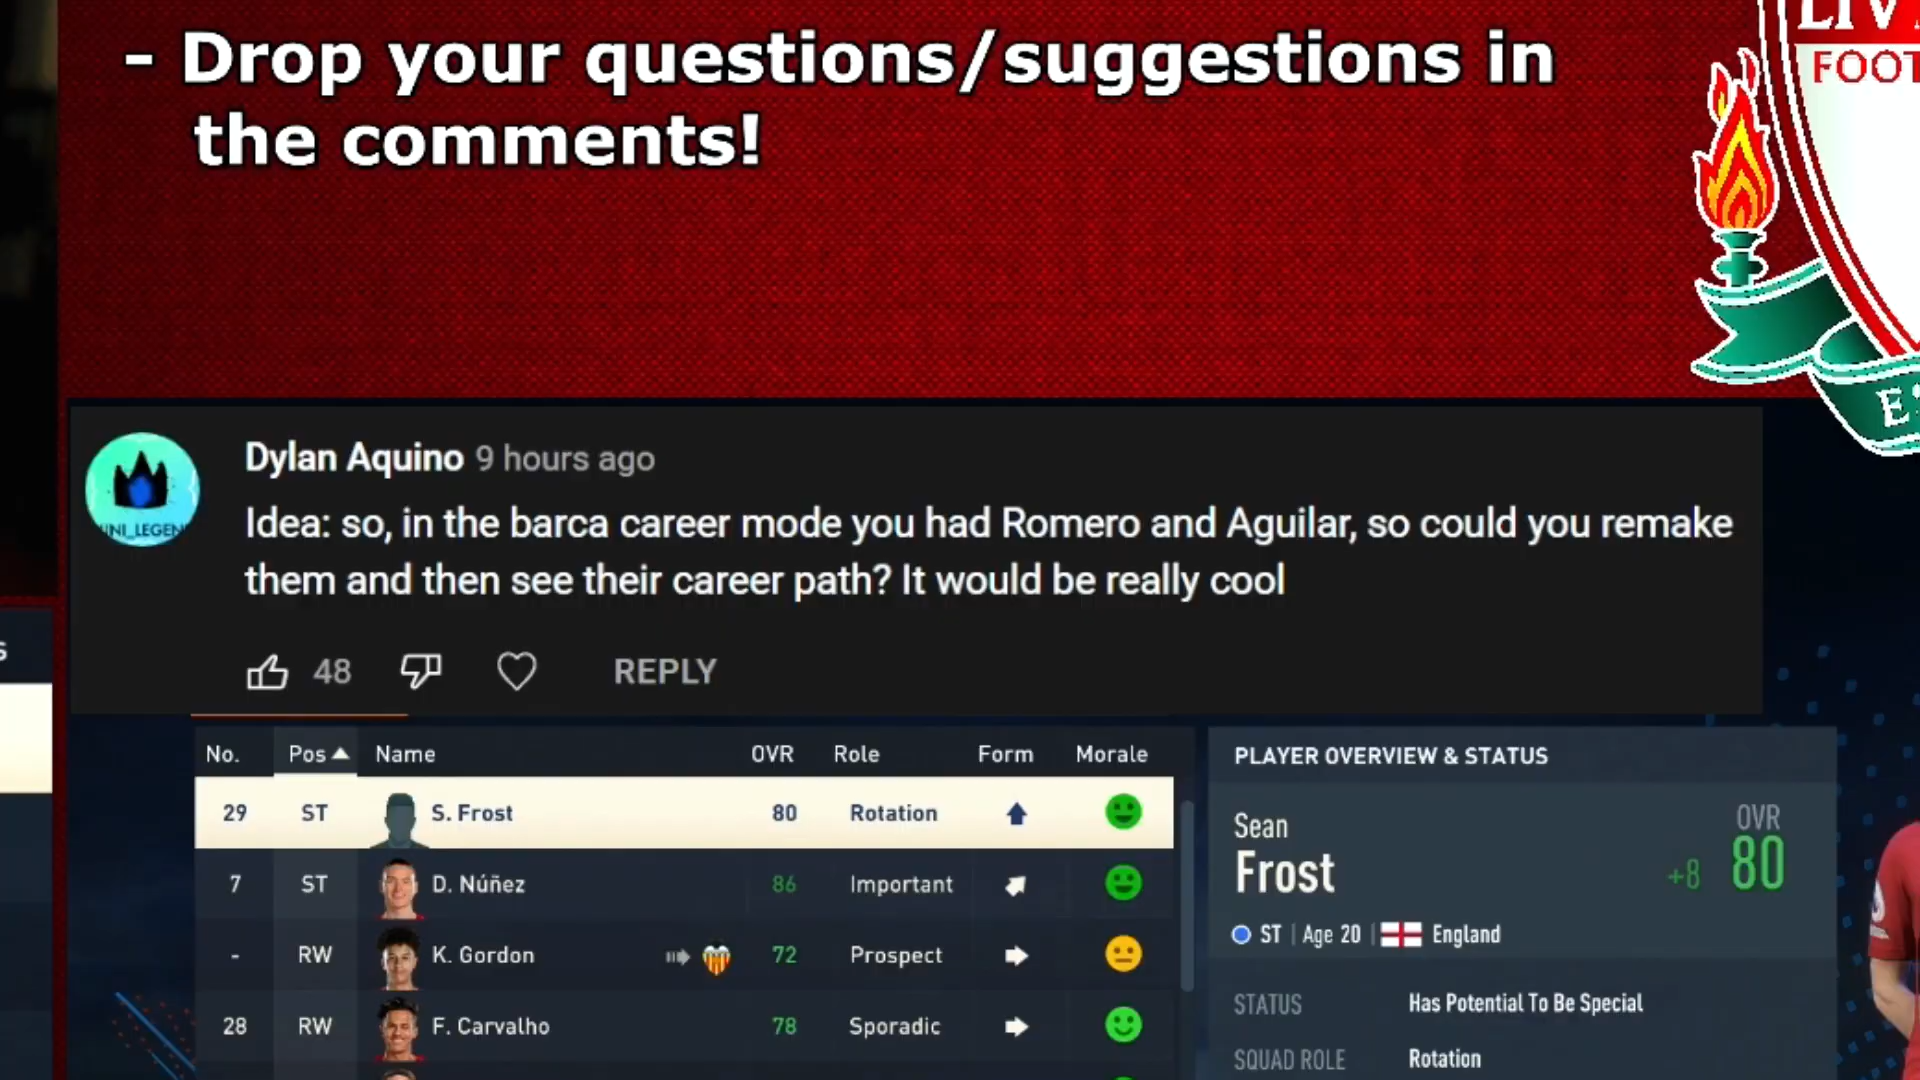 - Drop your questions/suggestions in
the comments!
LIV
FOOT
E
Dylan Aquino 9 hours ago
Idea: so, in the barca career mode you had Romero and Aguilar, so could you remake
them and then see their career path? It would be really cool
48 REPLY
No. Pos Name OVR Role Form Morale
29 ST S. Frost 80 Rotation
7 ST D. Núñez 86 Important
- RW K. Gordon 72 Prospect
28 RW F. Carvalho 78 Sporadic
PLAYER OVERVIEW & STATUS
Sean
Frost
OVR
+8 80
ST | Age 20 | England
STATUS Has Potential To Be Special
SQUAD ROLE Rotation